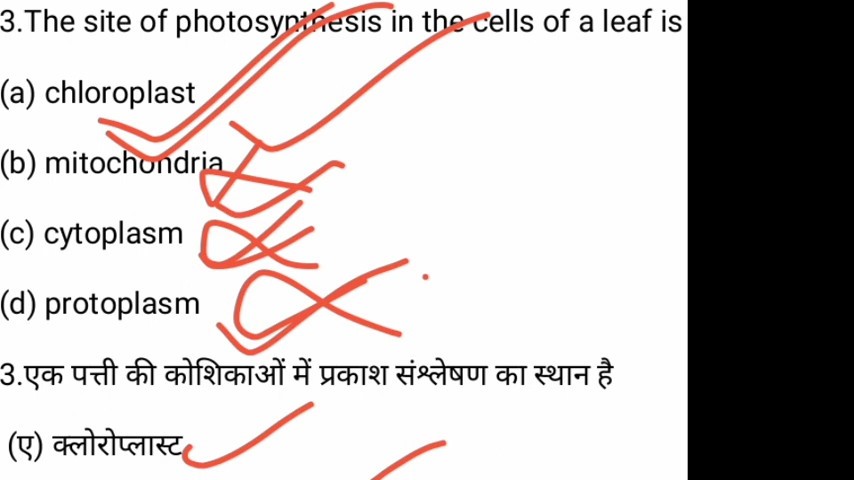 3.The site of photosynthesis in the cells of a leaf is
(a) chloroplast
(b) mitochondria
(c) cytoplasm
(d) protoplasm
3.एक पत्ती की कोशिकाओं में प्रकाश संश्लेषण का स्थान है
(ए) क्लोरोप्लास्ट